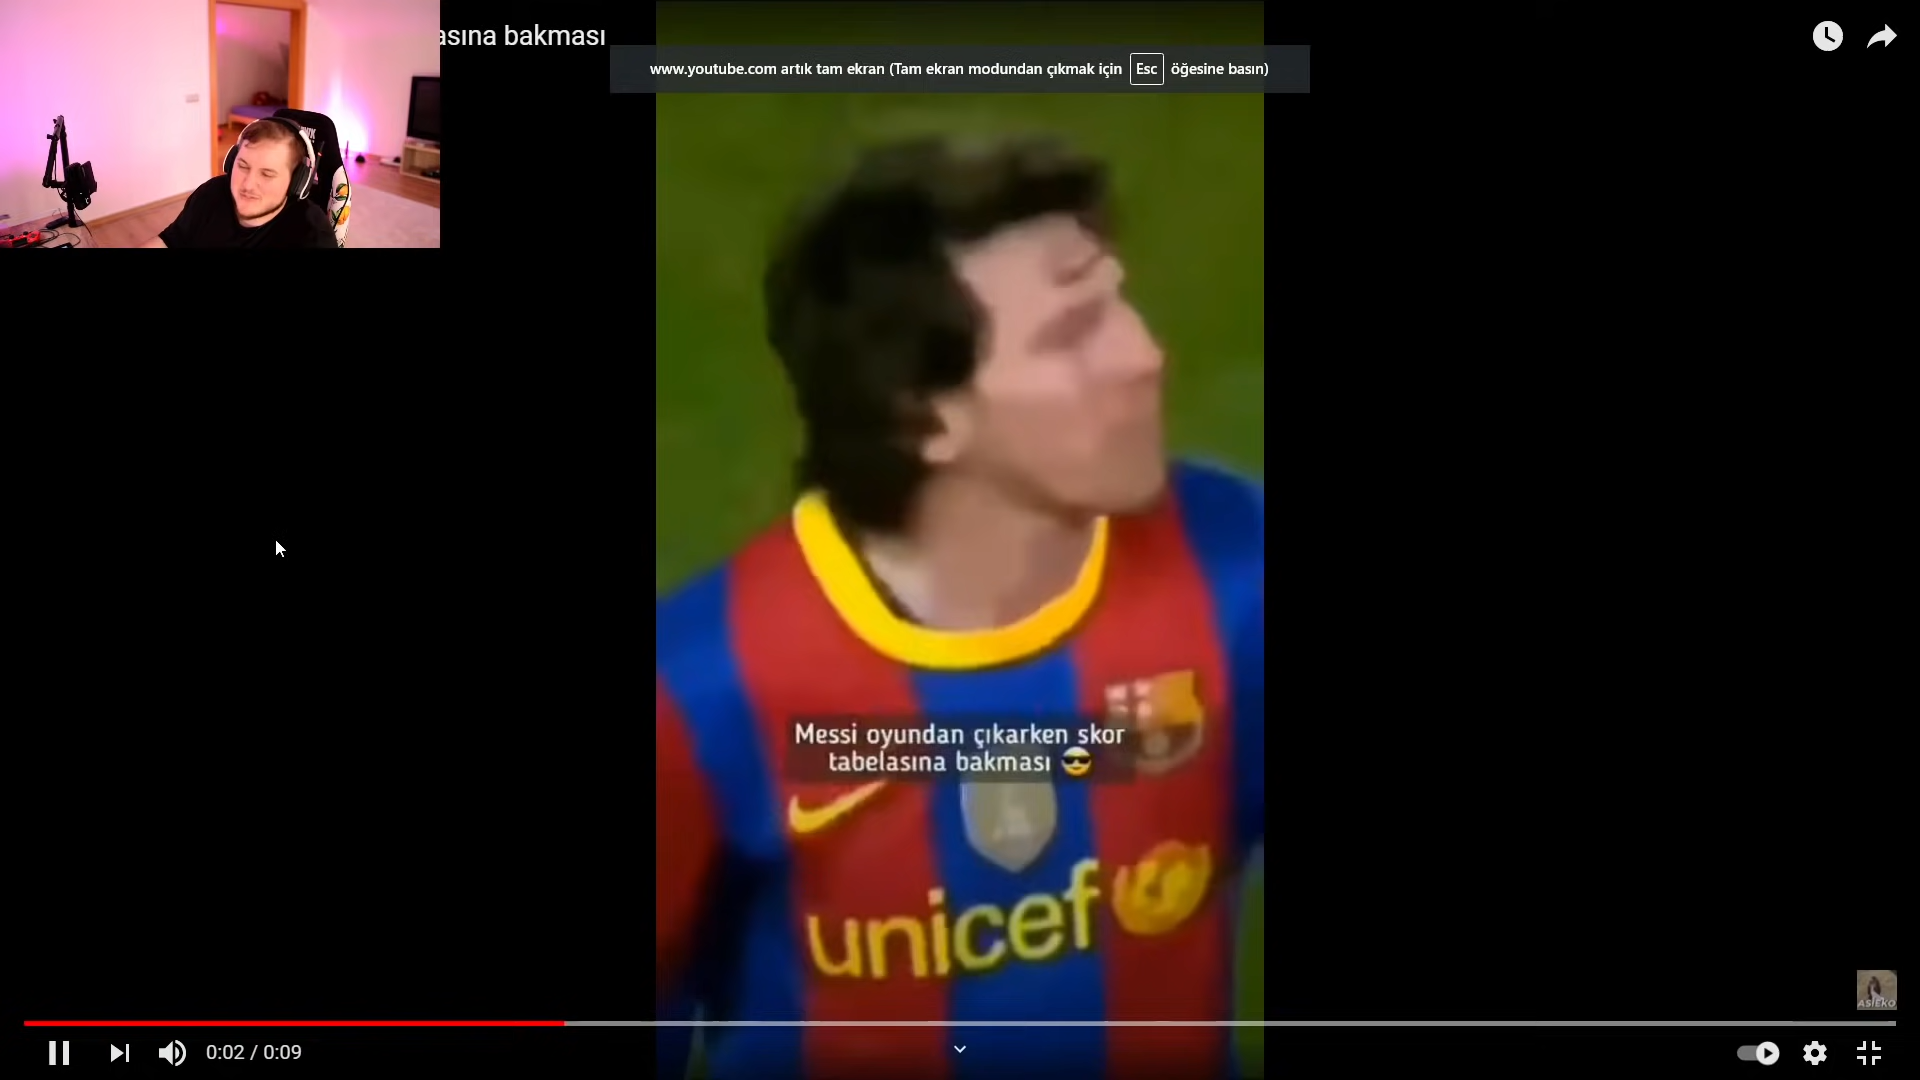 asına bakması
www.youtube.com artık tam ekran (Tam ekran modundan çıkmak için Esc öğesine basın)
Messi oyundan çıkarken skor
tabelasına bakması 😎
unicef
ASIEKO
0:02 / 0:09